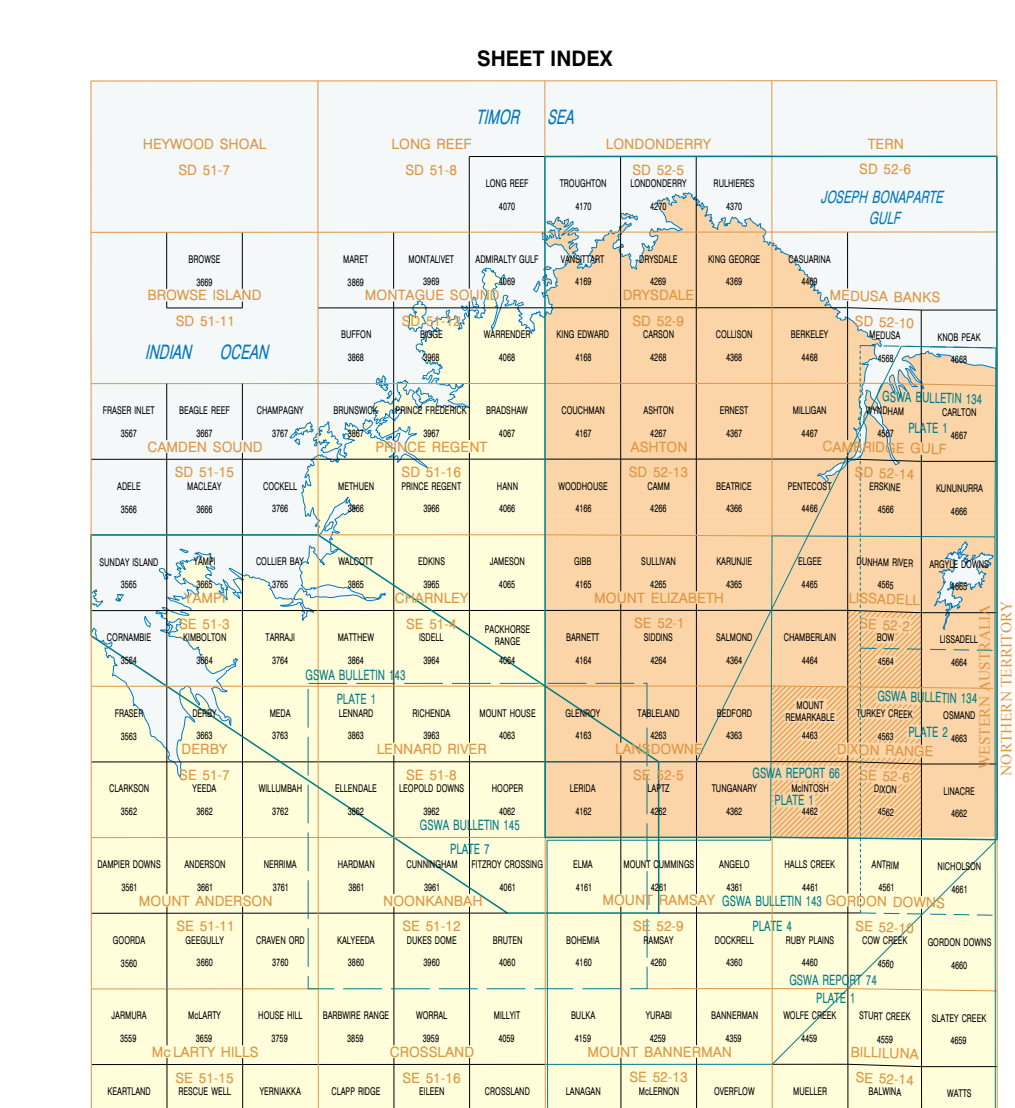 SHEET INDEX
TIMOR SEA
HEYWOOD SHOAL LONG REEF LONDONDERRY TERN
SD 51-7 SD 51-8 SD 52-5 SD 52-6
LONG REEF TROUGHTON LONDONDERRY RULHIERES
4070 4170 4270 4370
JOSEPH BONAPARTE
GULF
BROWSE MARET MONTALIVET ADMIRALTY GULF VANSITTART DRYSDALE KING GEORGE CASUARINA
3669 3869 3969 4069 4169 4269 4369 4469
BROWSE ISLAND MONTAGUE SOUND DRYSDALE MEDUSA BANKS
SD 51-11 SD 51-12 SD 52-9 SD 52-10
BUFFON BIGGE WARRENDER KING EDWARD CARSON COLLISON BERKELEY MEDUSA KNOB PEAK
3868 3968 4068 4168 4268 4368 4468 4568 4668
INDIAN OCEAN
GSWA BULLETIN 134
FRASER INLET BEAGLE REEF CHAMPAGNY BRUNSWICK PRINCE FREDERICK BRADSHAW COUCHMAN ASHTON ERNEST MILLIGAN WYNDHAM CARLTON
PLATE 1
3567 3667 3767 3867 3967 4067 4167 4267 4367 4467 4567 4667
CAMDEN SOUND PRINCE REGENT ASHTON CAMBRIDGE GULF
SD 51-15 SD 51-16 SD 52-13 SD 52-14
ADELE MACLEAY COCKELL METHUEN PRINCE REGENT HANN WOODHOUSE CAMM BEATRICE PENTECOST ERSKINE KUNUNURRA
3566 3666 3766 3866 3966 4066 4166 4266 4366 4466 4566 4666
SUNDAY ISLAND YAMPI COLLIER BAY WALCOTT EDKINS JAMESON GIBB SULLIVAN KARUNJIE ELGEE DUNHAM RIVER ARGYLE DOWNS
3565 3665 3765 3865 3965 4065 4165 4265 4365 4465 4565 4665
YAMPI CHARNLEY MOUNT ELIZABETH LISSADELL
SE 51-3 SE 51-4 SE 52-1 SE 52-2
CORNAMBIE KIMBOLTON TARRAJI MATTHEW ISDELL PACKHORSE RANGE BARNETT SIDDINS SALMOND CHAMBERLAIN BOW LISSADELL
3564 3664 3764 3864 3964 4064 4164 4264 4364 4464 4564 4664
WESTERN AUSTRALIA
NORTHERN TERRITORY
GSWA BULLETIN 143
PLATE 1
GSWA BULLETIN 134
PLATE 2
FRASER DERBY MEDA LENNARD RICHENDA MOUNT HOUSE GLENROY TABLELAND BEDFORD MOUNT REMARKABLE TURKEY CREEK OSMAND
3563 3663 3763 3863 3963 4063 4163 4263 4363 4463 4563 4663
DERBY LENNARD RIVER LANSDOWNE DIXON RANGE
SE 51-7 SE 51-8 SE 52-5 SE 52-6
GSWA REPORT 66
PLATE 1
CLARKSON YEEDA WILLUMBAH ELLENDALE LEOPOLD DOWNS HOOPER LERIDA LAPTZ TUNGANARY McINTOSH DIXON LINACRE
3562 3662 3762 3862 3962 4062 4162 4262 4362 4462 4562 4662
GSWA BULLETIN 145
PLATE 7
DAMPIER DOWNS ANDERSON NERRIMA HARDMAN CUNNINGHAM FITZROY CROSSING ELMA MOUNT CUMMINGS ANGELO HALLS CREEK ANTRIM NICHOLSON
3561 3661 3761 3861 3961 4061 4161 4261 4361 4461 4561 4661
MOUNT ANDERSON NOONKANBAH MOUNT RAMSAY GSWA BULLETIN 143 GORDON DOWNS
SE 51-11 SE 51-12 SE 52-9 PLATE 4 SE 52-10
GOORDA GEEGULLY CRAVEN ORD KALYEEDA DUKES DOME BRUTEN BOHEMIA RAMSAY DOCKRELL RUBY PLAINS COW CREEK GORDON DOWNS
3560 3660 3760 3860 3960 4060 4160 4260 4360 4460 4560 4660
GSWA REPORT 74
PLATE 1
JARMURA McLARTY HOUSE HILL BARBWIRE RANGE WORRAL MILLYIT BULKA YURABI BANNERMAN WOLFE CREEK STURT CREEK SLATEY CREEK
3559 3659 3759 3859 3959 4059 4159 4259 4359 4459 4559 4659
McLARTY HILLS CROSSLAND MOUNT BANNERMAN BILLILUNA
SE 51-15 SE 51-16 SE 52-13 SE 52-14
KEARTLAND RESCUE WELL YERNIAKKA CLAPP RIDGE EILEEN CROSSLAND LANAGAN McLERNON OVERFLOW MUELLER BALWINA WATTS